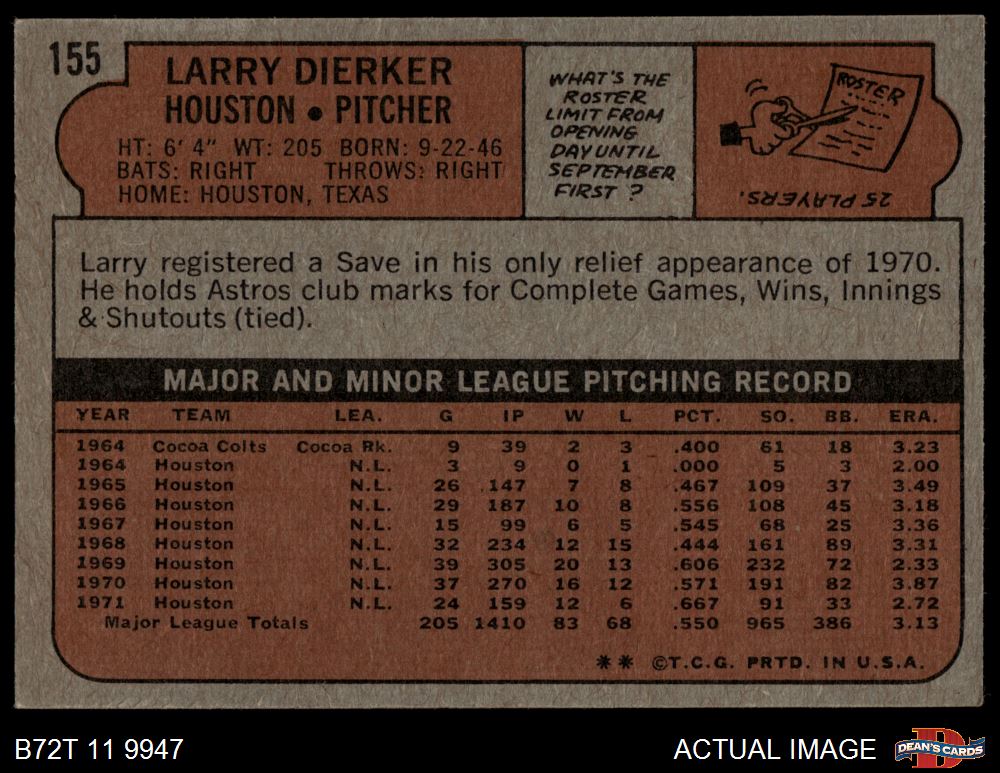 155
LARRY DIERKER
HOUSTON • PITCHER
HT: 6' 4" WT: 205 BORN: 9-22-46
BATS: RIGHT THROWS: RIGHT
HOME: HOUSTON, TEXAS
WHAT'S THE
ROSTER
LIMIT FROM
OPENING
DAY UNTIL
SEPTEMBER
FIRST ?
ROSTER
25 PLAYERS.
Larry registered a Save in his only relief appearance of 1970.
He holds Astros club marks for Complete Games, Wins, Innings
& Shutouts (tied).
MAJOR AND MINOR LEAGUE PITCHING RECORD
YEAR TEAM LEA. G IP W L PCT. SO. BB. ERA.
1964 Cocoa Colts Cocoa Rk. 9 39 2 3 .400 61 18 3.23
1964 Houston N.L. 3 9 0 1 .000 5 3 2.00
1965 Houston N.L. 26 147 7 8 .467 109 37 3.49
1966 Houston N.L. 29 187 10 8 .556 108 45 3.18
1967 Houston N.L. 15 99 6 5 .545 68 25 3.36
1968 Houston N.L. 32 234 12 15 .444 161 89 3.31
1969 Houston N.L. 39 305 20 13 .606 232 72 2.33
1970 Houston N.L. 37 270 16 12 .571 191 82 3.87
1971 Houston N.L. 24 159 12 6 .667 91 33 2.72
Major League Totals 205 1410 83 68 .550 965 386 3.13
** ©T.C.G. PRTD. IN U.S.A.
B72T 11 9947
ACTUAL IMAGE
D
DEAN'S CARDS